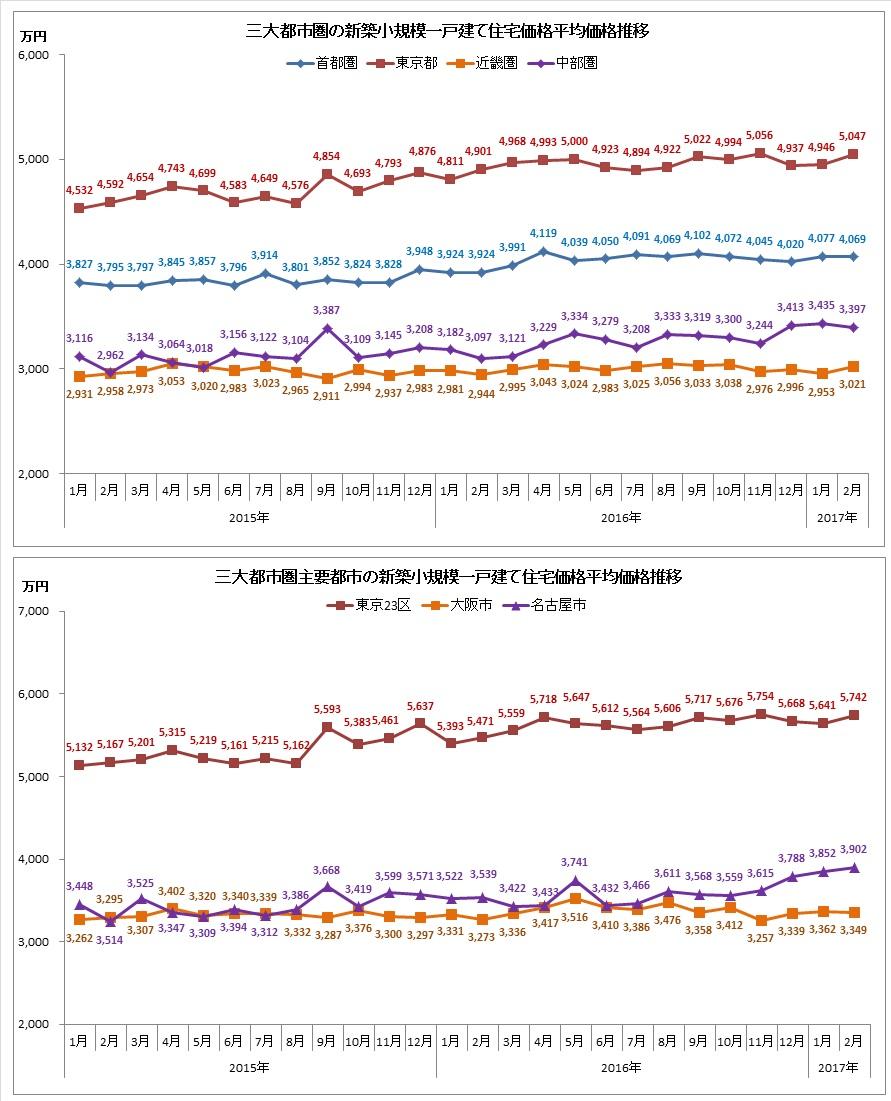 三大都市圏の新築小規模一戸建て住宅価格平均価格推移
万円
首都圏 東京都 近畿圏 中部圏
6,000
5,000
4,000
3,000
2,000
4,532 4,592 4,654 4,743 4,699 4,583 4,649 4,576 4,854 4,693 4,793 4,876 4,811 4,901 4,968 4,993 5,000 4,923 4,894 4,922 5,022 4,994 5,056 4,937 4,946 5,047
3,827 3,795 3,797 3,845 3,857 3,796 3,914 3,801 3,852 3,824 3,828 3,948 3,924 3,924 3,991 4,119 4,039 4,050 4,091 4,069 4,102 4,072 4,045 4,020 4,077 4,069
3,116 2,962 3,134 3,064 3,018 3,156 3,122 3,104 3,387 3,109 3,145 3,208 3,182 3,097 3,121 3,229 3,334 3,279 3,208 3,333 3,319 3,300 3,244 3,413 3,435 3,397
2,931 2,958 2,973 3,053 3,020 2,983 3,023 2,965 2,911 2,994 2,937 2,983 2,981 2,944 2,995 3,043 3,024 2,983 3,025 3,056 3,033 3,038 2,976 2,996 2,953 3,021
1月 2月 3月 4月 5月 6月 7月 8月 9月 10月 11月 12月 1月 2月 3月 4月 5月 6月 7月 8月 9月 10月 11月 12月 1月 2月
2015年 2016年 2017年
三大都市圏主要都市の新築小規模一戸建て住宅価格平均価格推移
万円
東京23区 大阪市 名古屋市
7,000
6,000
5,000
4,000
3,000
2,000
5,132 5,167 5,201 5,315 5,219 5,161 5,215 5,162 5,593 5,383 5,461 5,637 5,393 5,471 5,559 5,718 5,647 5,612 5,564 5,606 5,717 5,676 5,754 5,668 5,641 5,742
3,448 3,295 3,525 3,402 3,320 3,340 3,339 3,386 3,668 3,419 3,599 3,571 3,522 3,539 3,422 3,433 3,741 3,432 3,466 3,611 3,568 3,559 3,615 3,788 3,852 3,902
3,262 3,514 3,307 3,347 3,309 3,394 3,312 3,332 3,287 3,376 3,300 3,297 3,331 3,273 3,336 3,417 3,516 3,410 3,386 3,476 3,358 3,412 3,257 3,339 3,362 3,349
1月 2月 3月 4月 5月 6月 7月 8月 9月 10月 11月 12月 1月 2月 3月 4月 5月 6月 7月 8月 9月 10月 11月 12月 1月 2月
2015年 2016年 2017年